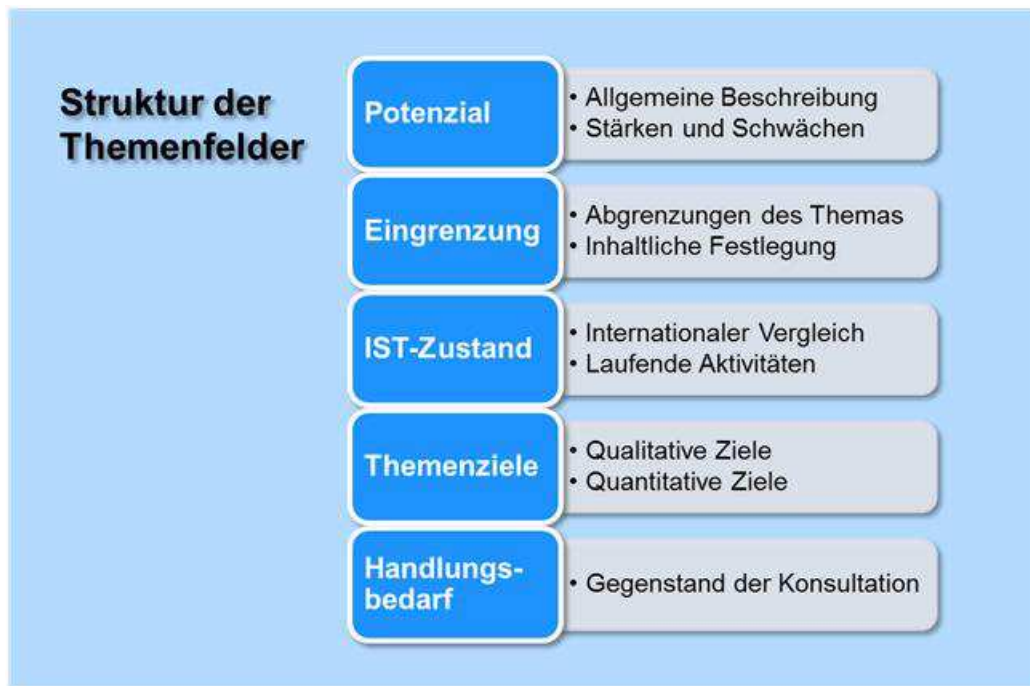 Struktur der
Themenfelder
Potenzial
• Allgemeine Beschreibung
• Stärken und Schwächen
Eingrenzung
• Abgrenzungen des Themas
• Inhaltliche Festlegung
IST-Zustand
• Internationaler Vergleich
• Laufende Aktivitäten
Themenziele
• Qualitative Ziele
• Quantitative Ziele
Handlungs-
bedarf
• Gegenstand der Konsultation